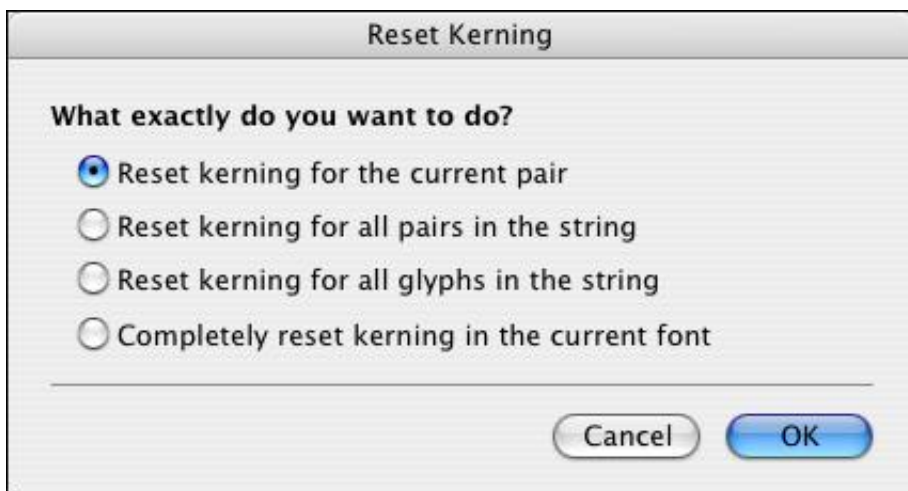 Reset Kerning
What exactly do you want to do?
Reset kerning for the current pair
Reset kerning for all pairs in the string
Reset kerning for all glyphs in the string
Completely reset kerning in the current font
Cancel OK